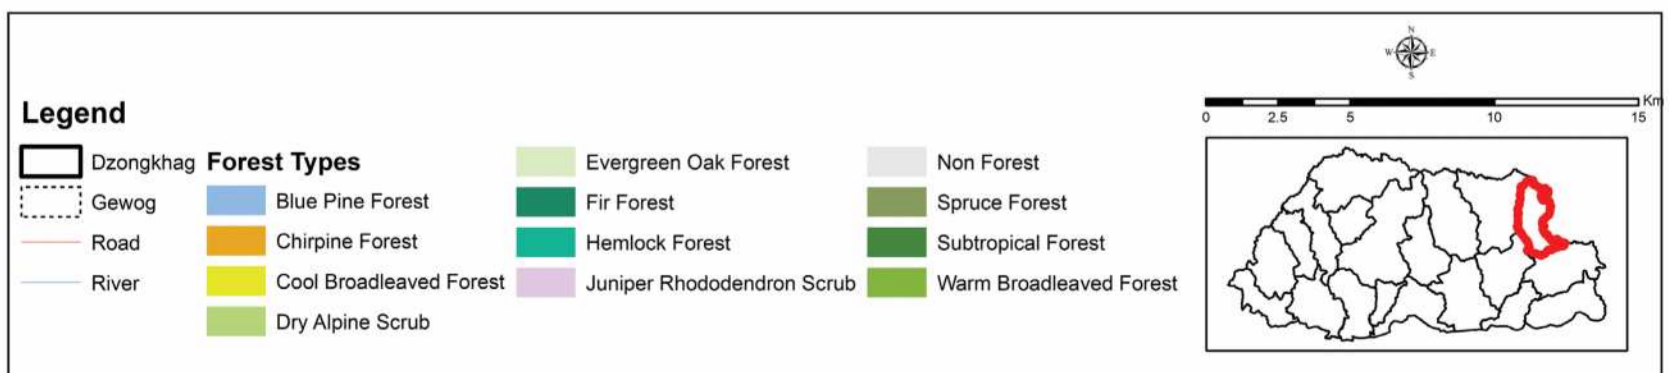 N
W E
S
Km
0 2.5 5 10 15
Legend
Dzongkhag
Gewog
Road
River
Forest Types
Blue Pine Forest
Chirpine Forest
Cool Broadleaved Forest
Dry Alpine Scrub
Evergreen Oak Forest
Fir Forest
Hemlock Forest
Juniper Rhododendron Scrub
Non Forest
Spruce Forest
Subtropical Forest
Warm Broadleaved Forest